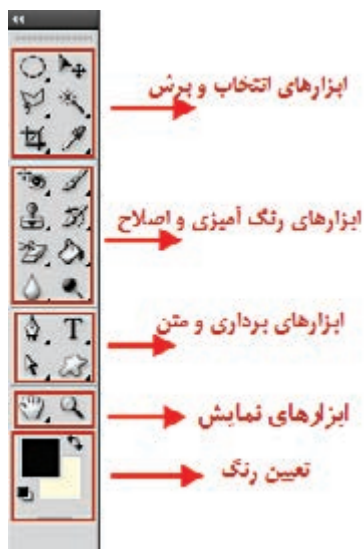 ابزارهای انتخاب و برش
ابزارهای رنگ آمیزی و اصلاح
ابزارهای برداری و متن
ابزارهای نمایش
تعیین رنگ